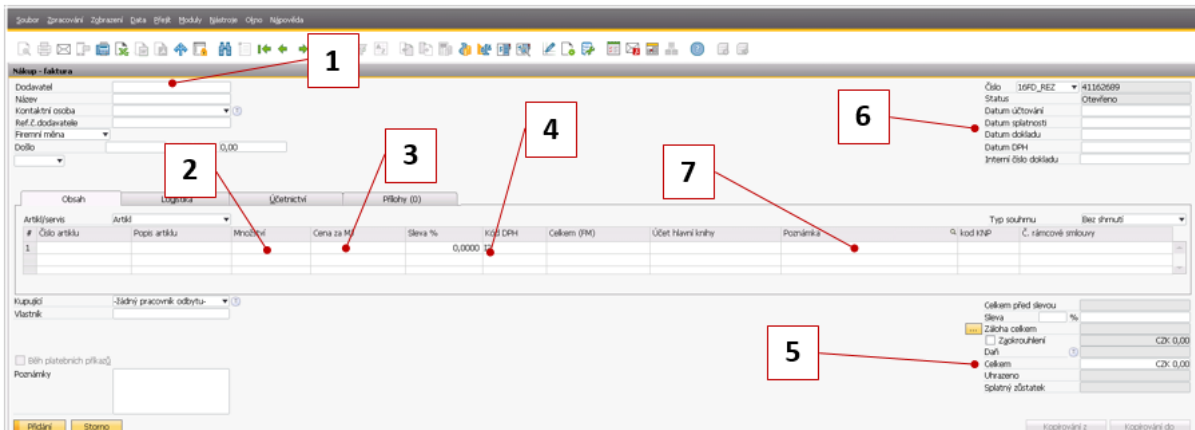 Soubor Zpracování Zobrazení Data Přejít Moduly Nástroje Okno Nápověda
1
Nákup - faktura
Dodavatel
Název
Kontaktní osoba
Ref.č.dodavatele
Firemní měna
Došlo 0,00
Číslo 16FD_REZ 41162689
Status Otevřeno
Datum účtování
Datum splatnosti
Datum dokladu
Datum DPH
Interní číslo dokladu
6
4
3
2
7
Obsah Logistika Účetnictví Přílohy (0)
Artikl/servis Artikl
Typ souhrnu Bez shrnutí
# Číslo artiklu Popis artiklu Množství Cena za MJ Sleva % Kód DPH Celkem (FM) Účet hlavní knihy Poznámka kod KNP Č. rámcové smlouvy
1 0,0000
Kupující -žádný pracovník odbytu-
Vlastník
Běh platebních příkazů
Poznámky
5
Celkem před slevou
Sleva %
... Záloha celkem
Zaokrouhlení CZK 0,00
Daň
Celkem CZK 0,00
Uhrazeno
Splatný zůstatek
Přidání Storno
Kopírování z Kopírování do